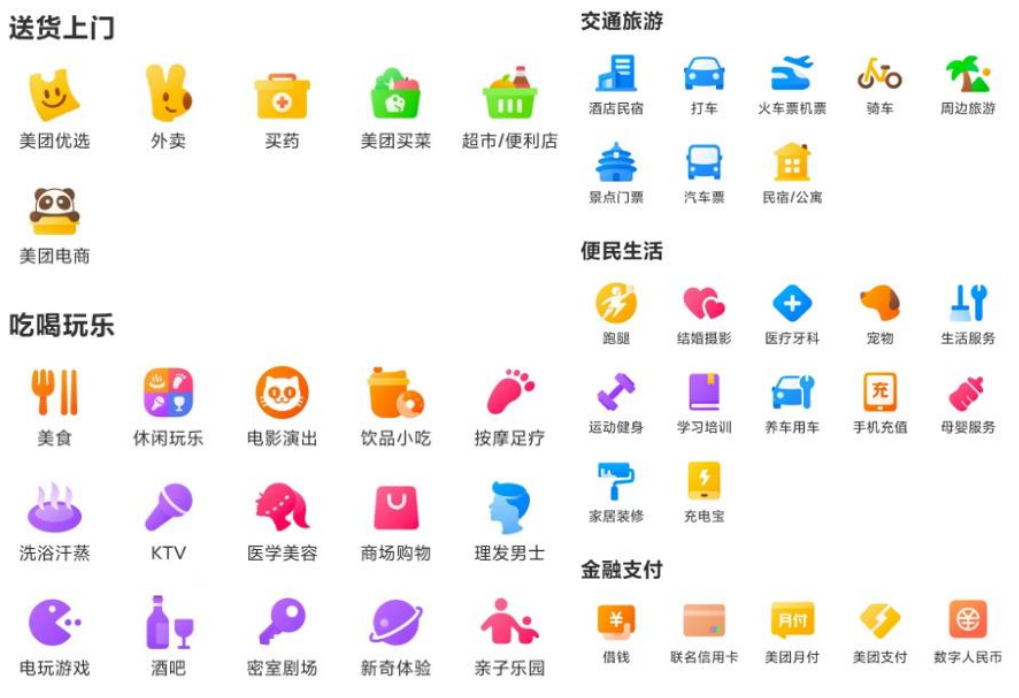 送货上门
美团优选 外卖 买药 美团买菜 超市/便利店
美团电商
吃喝玩乐
美食 休闲玩乐 电影演出 饮品小吃 按摩足疗
洗浴汗蒸 KTV 医学美容 商场购物 理发男士
电玩游戏 酒吧 密室剧场 新奇体验 亲子乐园
交通旅游
酒店民宿 打车 火车票机票 骑车 周边旅游
景点门票 汽车票 民宿/公寓
便民生活
跑腿 结婚摄影 医疗牙科 宠物 生活服务
运动健身 学习培训 养车用车 充 手机充值 母婴服务
家居装修 充电宝
金融支付
¥ 月付
借钱 联名信用卡 美团月付 美团支付 数字人民币